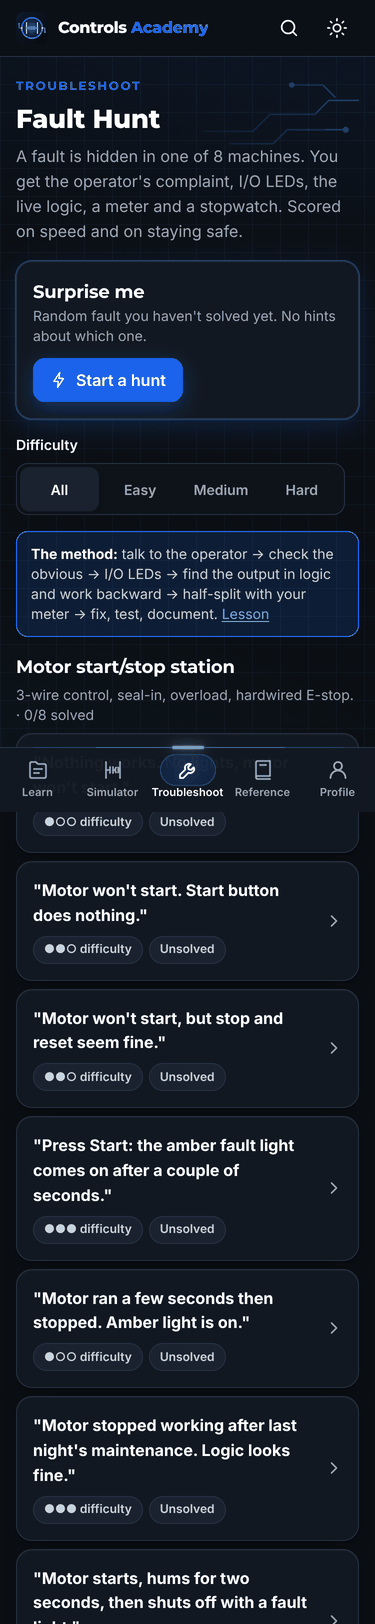 Controls Academy
TROUBLESHOOT
Fault Hunt
A fault is hidden in one of 8 machines. You
get the operator's complaint, I/O LEDs, the
live logic, a meter and a stopwatch. Scored
on speed and on staying safe.
Surprise me
Random fault you haven't solved yet. No hints
about which one.
Start a hunt
Difficulty
All Easy Medium Hard
The method: talk to the operator → check the
obvious → I/O LEDs → find the output in logic
and work backward → half-split with your
meter → fix, test, document. Lesson
Motor start/stop station
3-wire control, seal-in, overload, hardwired E-stop.
· 0/8 solved
Learn Simulator Troubleshoot Reference Profile
●○○ difficulty Unsolved
"Motor won't start. Start button
does nothing."
●●○ difficulty Unsolved
"Motor won't start, but stop and
reset seem fine."
●●○ difficulty Unsolved
"Press Start: the amber fault light
comes on after a couple of
seconds."
●●● difficulty Unsolved
"Motor ran a few seconds then
stopped. Amber light is on."
●○○ difficulty Unsolved
"Motor stopped working after last
night's maintenance. Logic looks
fine."
●●● difficulty Unsolved
"Motor starts, hums for two
seconds, then shuts off with a fault